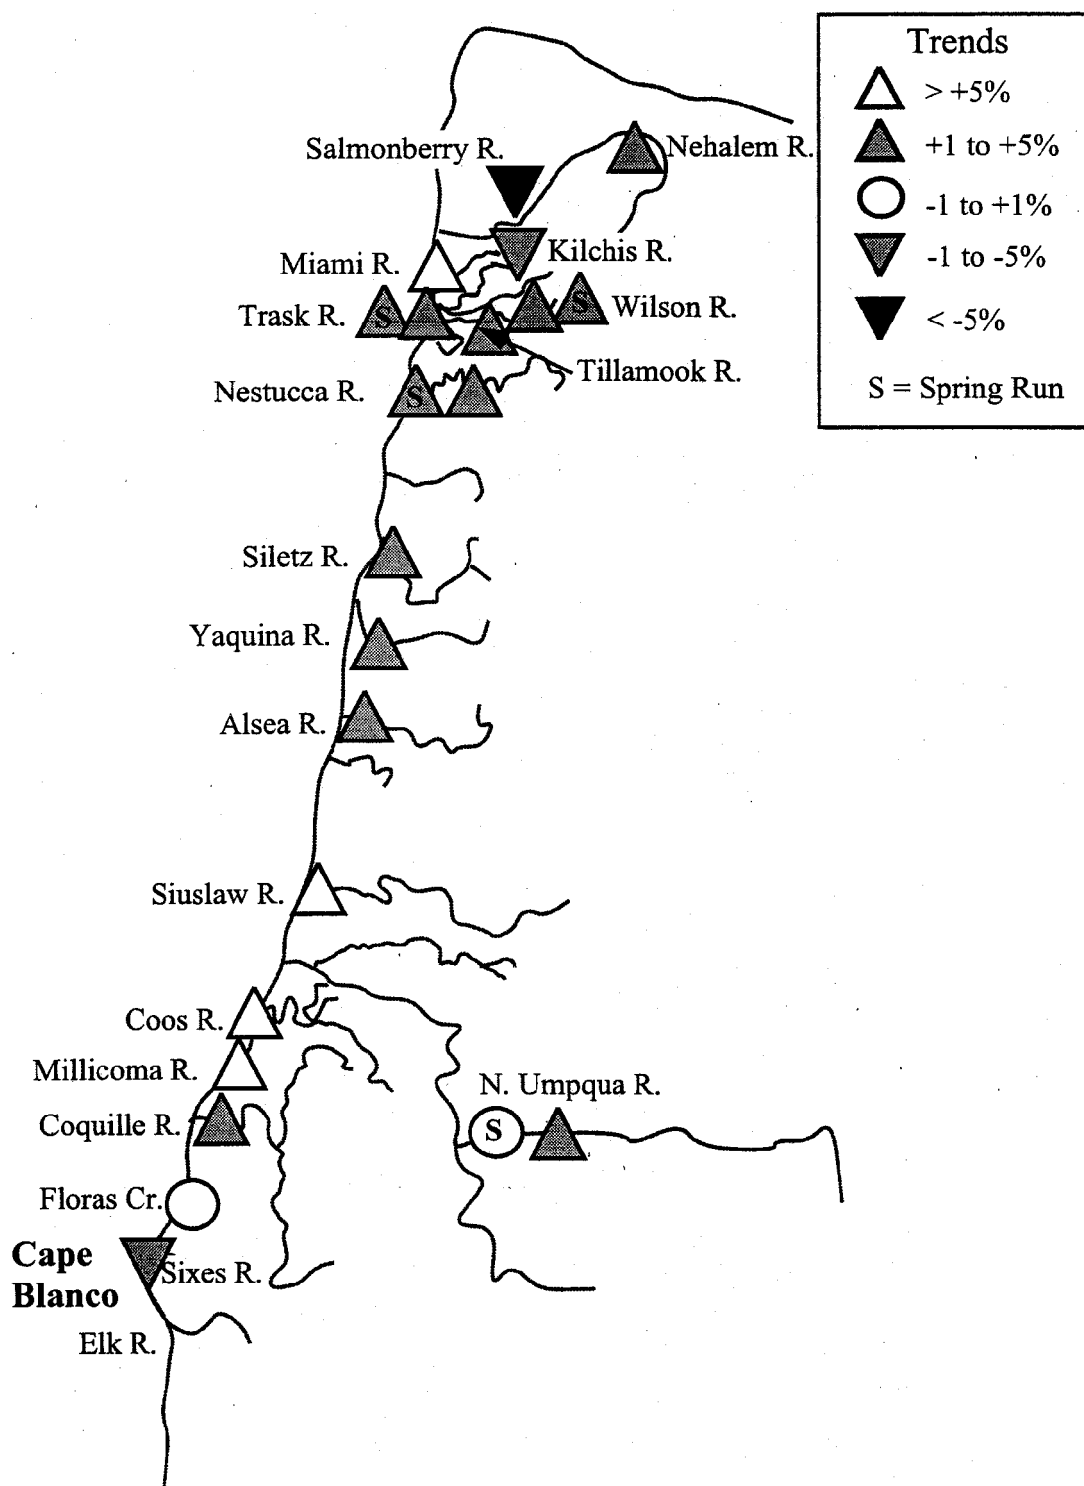 Trends
> +5%
+1 to +5%
-1 to +1%
-1 to -5%
< -5%
S = Spring Run
Salmonberry R.
Nehalem R.
Miami R.
Kilchis R.
Trask R.
S
S
Wilson R.
Tillamook R.
Nestucca R.
S
Siletz R.
Yaquina R.
Alsea R.
Siuslaw R.
Coos R.
Millicoma R.
N. Umpqua R.
Coquille R.
S
Floras Cr.
Cape
Blanco
Sixes R.
Elk R.